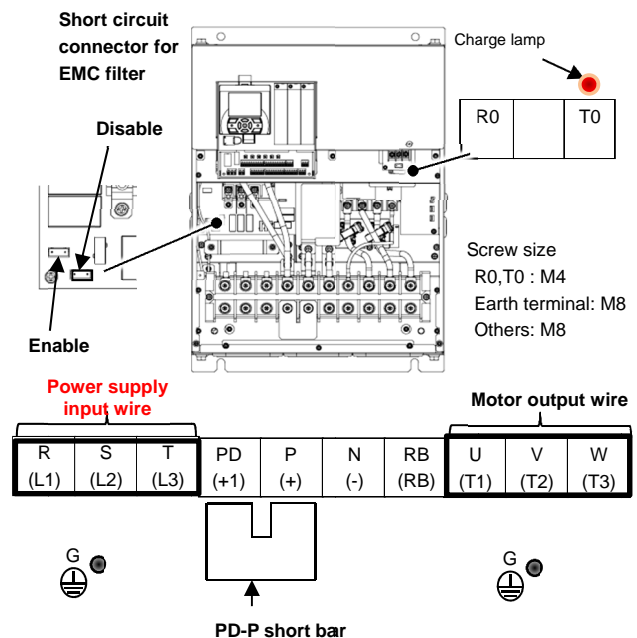 Short circuit
connector for
EMC filter
Charge lamp
R0
T0
Disable
Enable
Screw size
R0,T0 : M4
Earth terminal: M8
Others: M8
Power supply
input wire
Motor output wire
R S T PD P N RB U V W
(L1) (L2) (L3) (+1) (+) (-) (RB) (T1) (T2) (T3)
G G
PD-P short bar